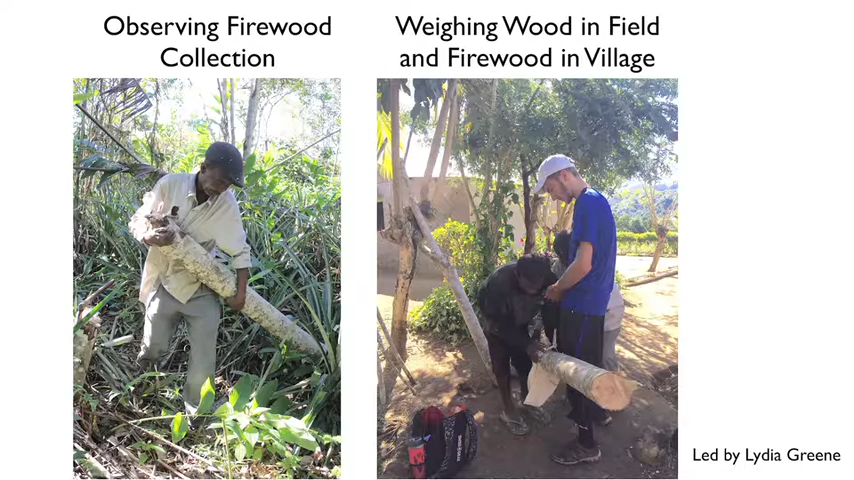 Observing Firewood
Collection
Weighing Wood in Field
and Firewood in Village
Led by Lydia Greene